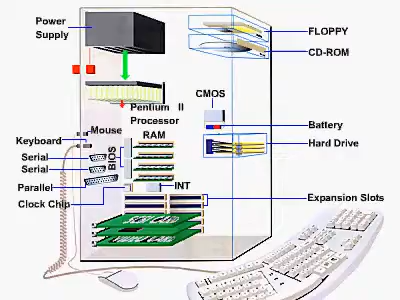 Power
Supply
FLOPPY
CD-ROM
CMOS
Pentium II
Processor
Battery
Mouse
RAM
Keyboard
Hard Drive
BIOS
Serial
Serial
Parallel
INT
Clock Chip
Expansion Slots